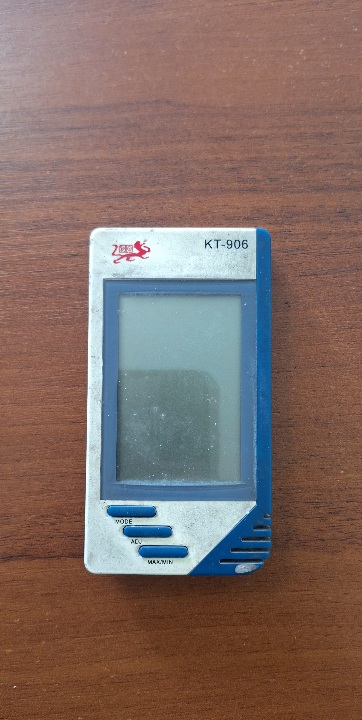 KT-906
MODE
ADJ
MAX/MIN